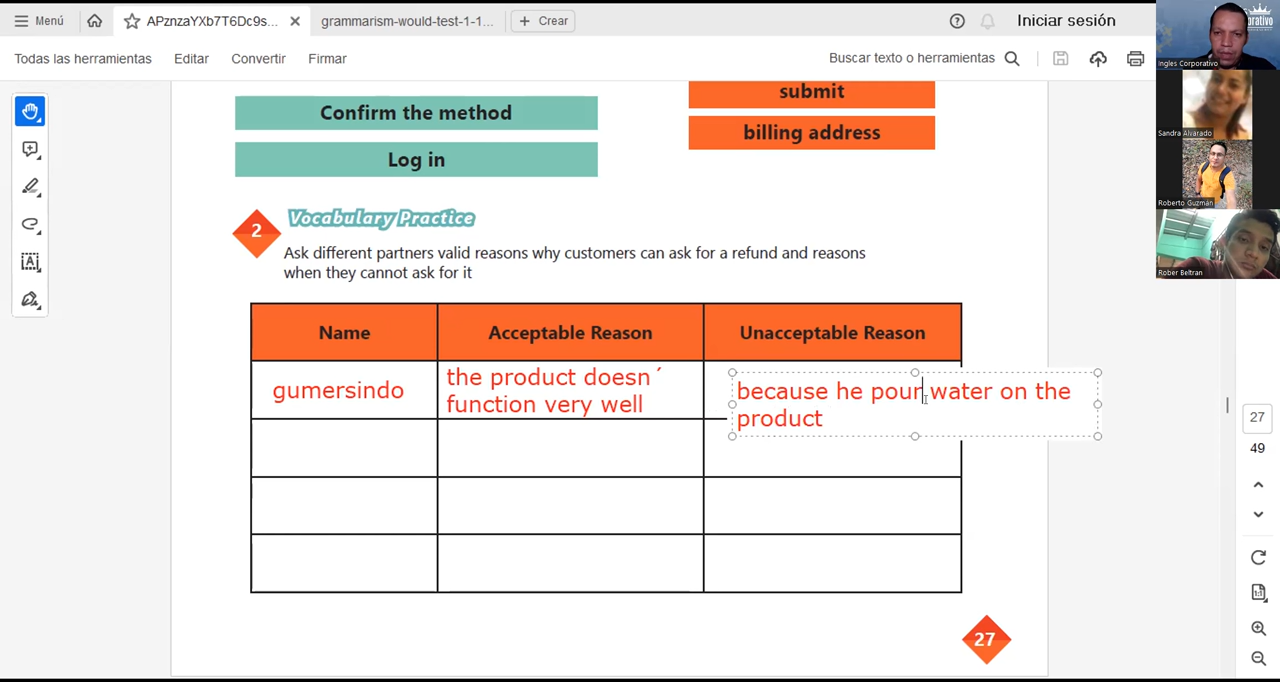 Menú
APznzaYXb7T6Dc9s...
grammarism-would-test-1-1...
Crear
Iniciar sesión
Todas las herramientas
Editar
Convertir
Firmar
Buscar texto o herramientas
Ingles Corporativo
Sandra Alvarado
Roberto Guzmán
Rober Beltran
submit
Confirm the method
billing address
Log in
2
Vocabulary Practice
Ask different partners valid reasons why customers can ask for a refund and reasons
when they cannot ask for it
Name
Acceptable Reason
Unacceptable Reason
gumersindo
the product doesn´
function very well
because he pour water on the
product
27
27
49
1:1